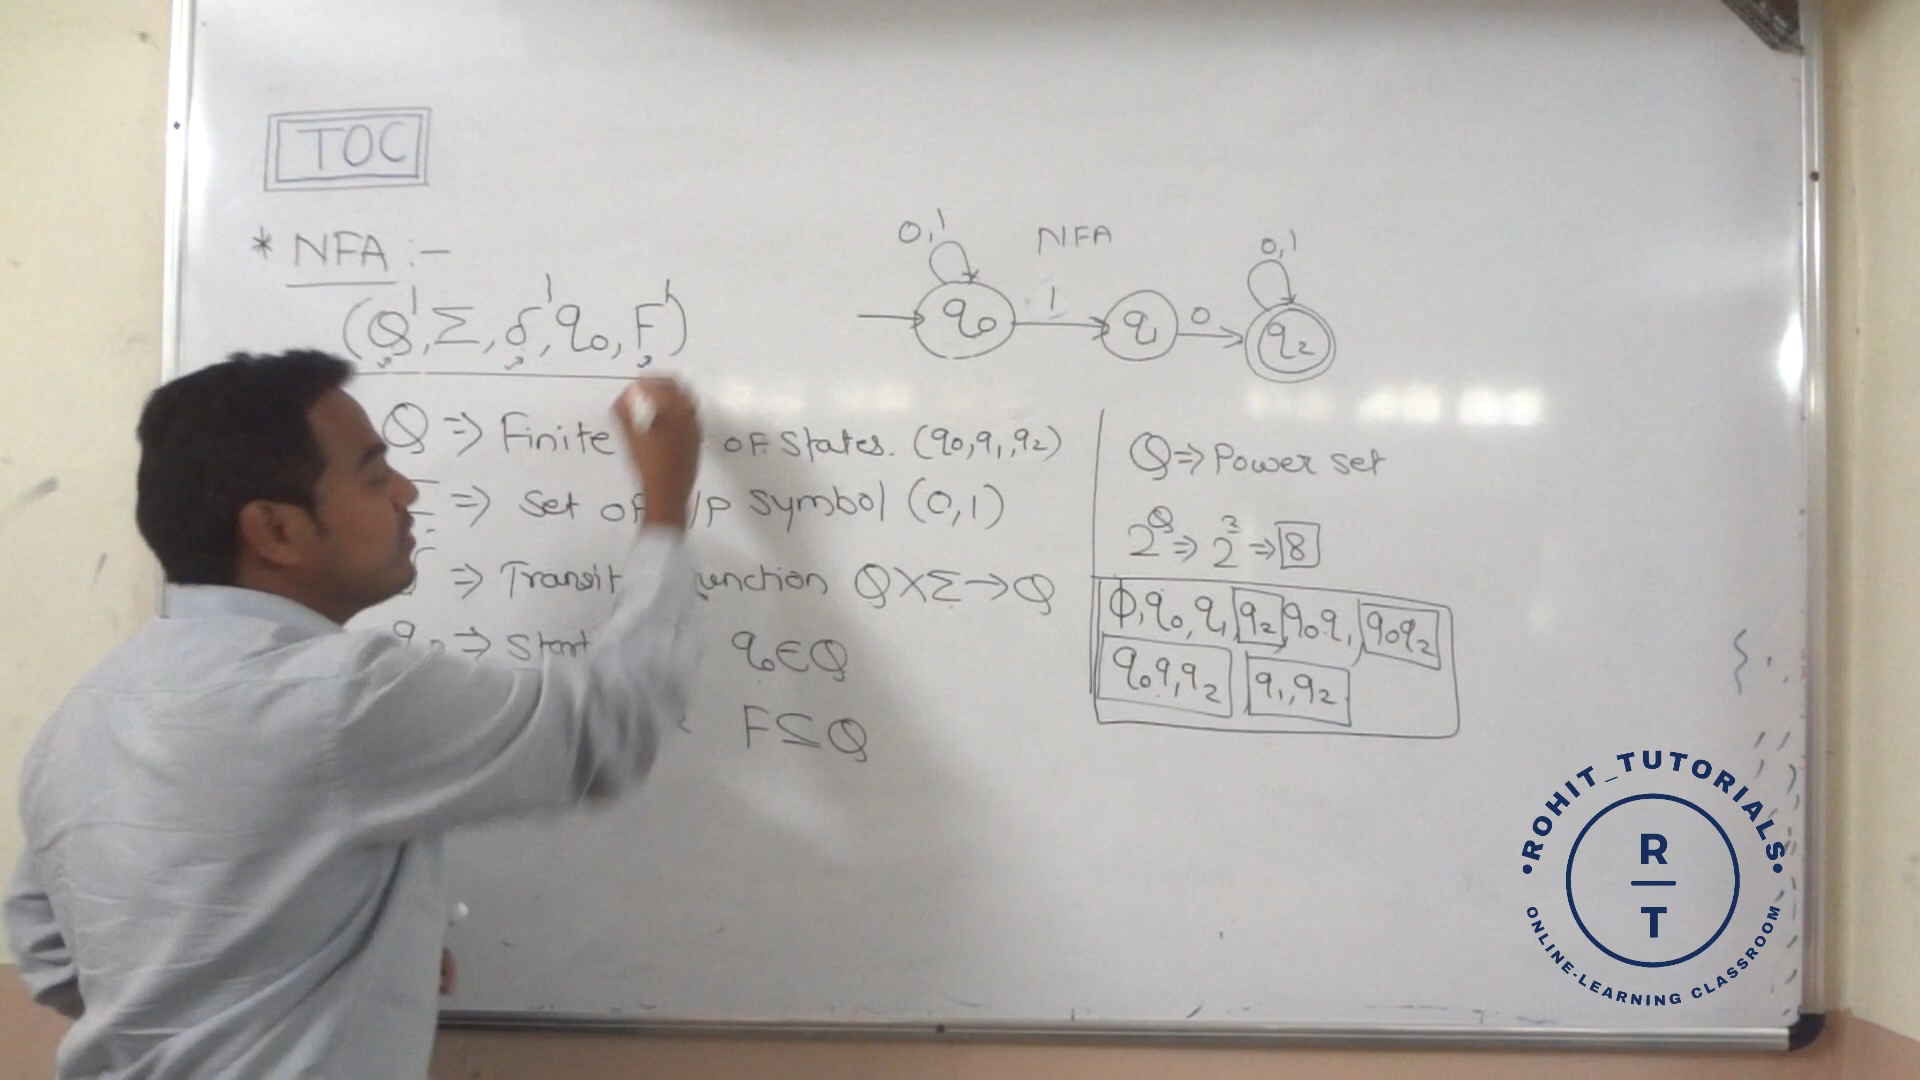 TOC
* NFA :-
(Q', Σ, δ', q0, F')
0,1 NFA 0,1
q0 1 q1 0 q2
Q => Finite of States. (q0, q1, q2)
=> Set of i/p Symbol (0,1)
=> Transit unction Q×Σ→Q
q0 => Start q0∈Q
F⊆Q
Q => Power set
2^Q => 2^3 => 8
Φ, q0, q1, q2, q0q1, q0q2
q0q1q2 q1,q2
•ROHIT_TUTORIALS•
R
T
ONLINE-LEARNING CLASSROOM